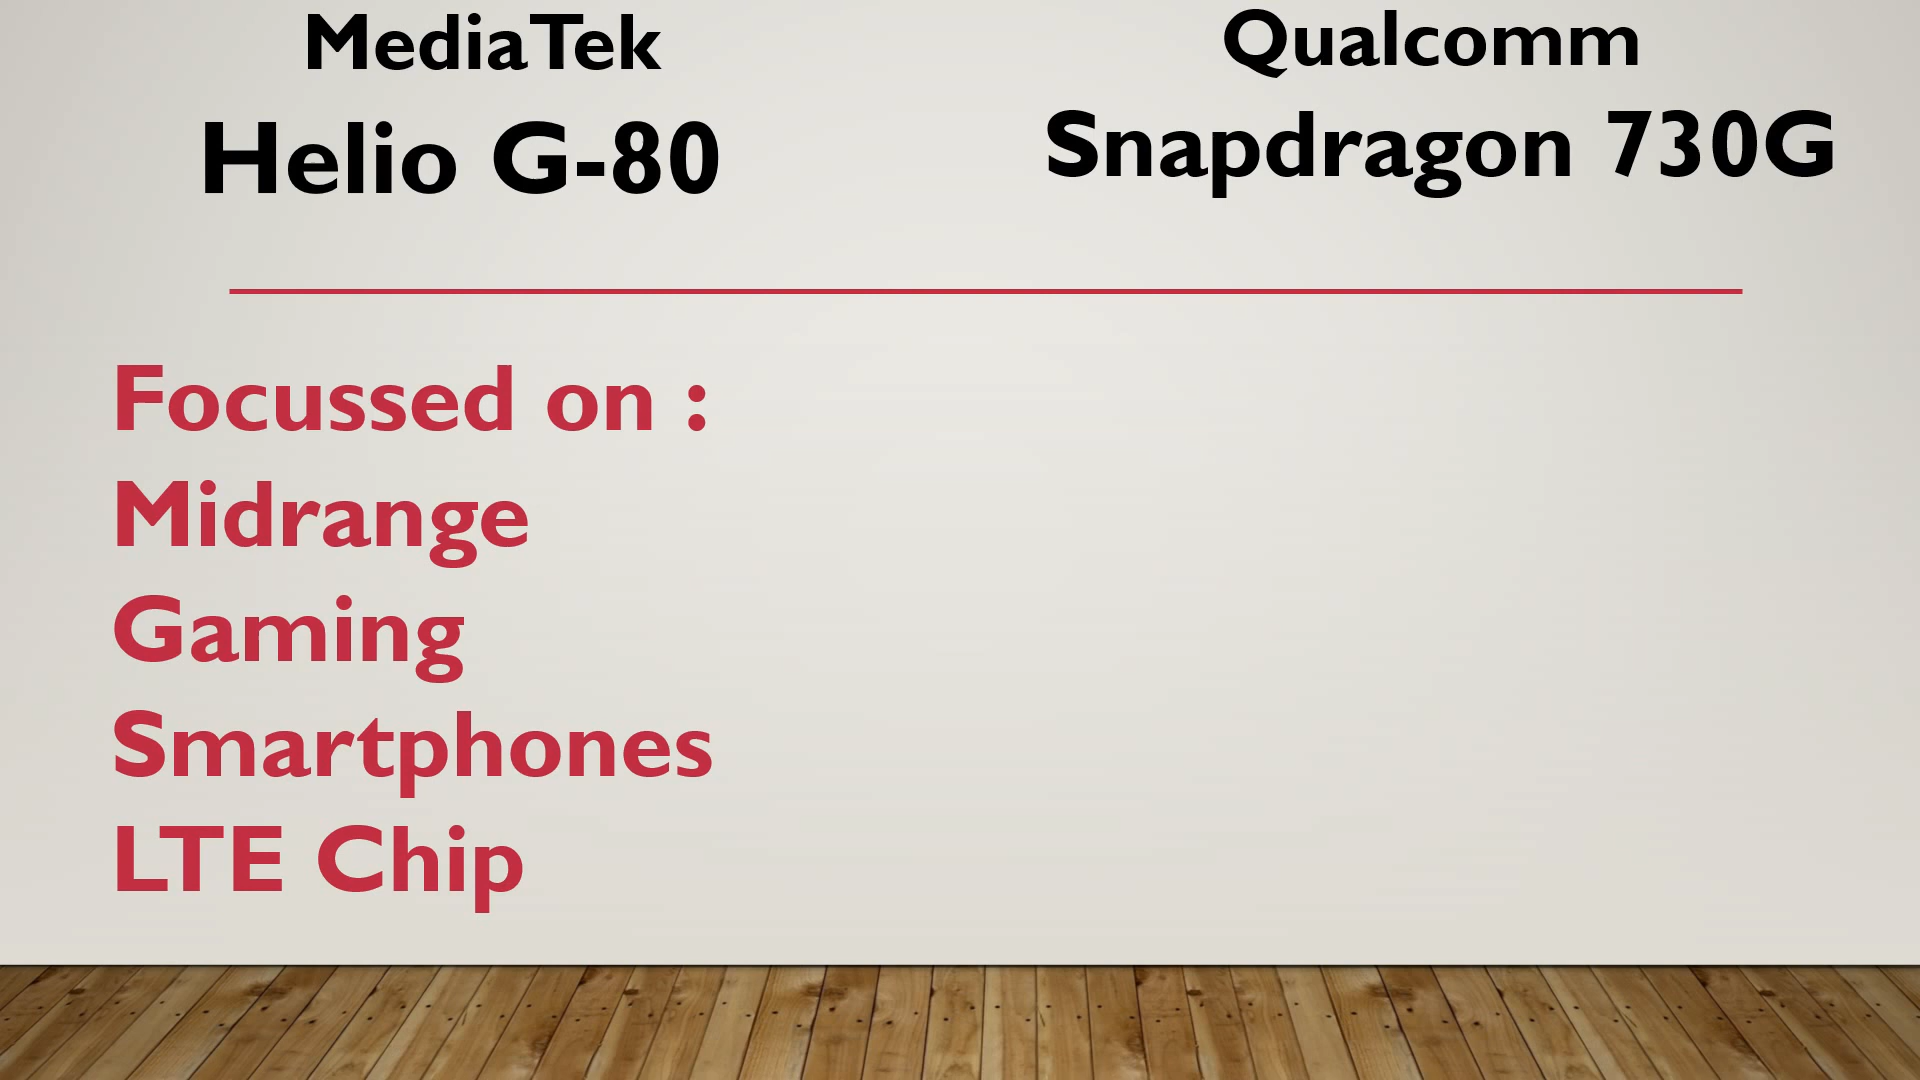 MediaTek
Helio G-80
Qualcomm
Snapdragon 730G
Focussed on :
Midrange
Gaming
Smartphones
LTE Chip